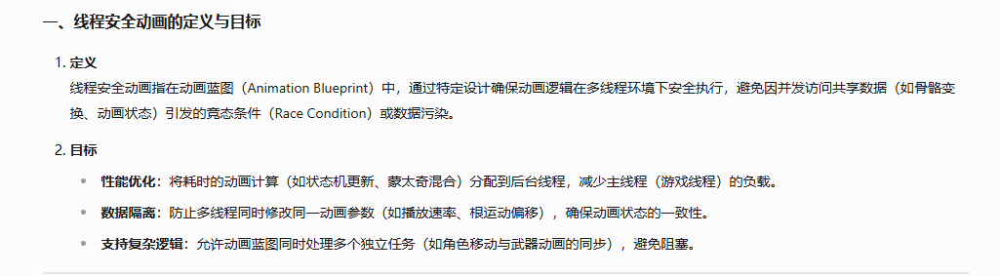 一、线程安全动画的定义与目标
1. 定义
线程安全动画指在动画蓝图（Animation Blueprint）中，通过特定设计确保动画逻辑在多线程环境下安全执行，避免因并发访问共享数据（如骨骼变
换、动画状态）引发的竞态条件（Race Condition）或数据污染。
2. 目标
• 性能优化：将耗时的动画计算（如状态机更新、蒙太奇混合）分配到后台线程，减少主线程（游戏线程）的负载。
• 数据隔离：防止多线程同时修改同一动画参数（如播放速率、根运动偏移），确保动画状态的一致性。
• 支持复杂逻辑：允许动画蓝图同时处理多个独立任务（如角色移动与武器动画的同步），避免阻塞。